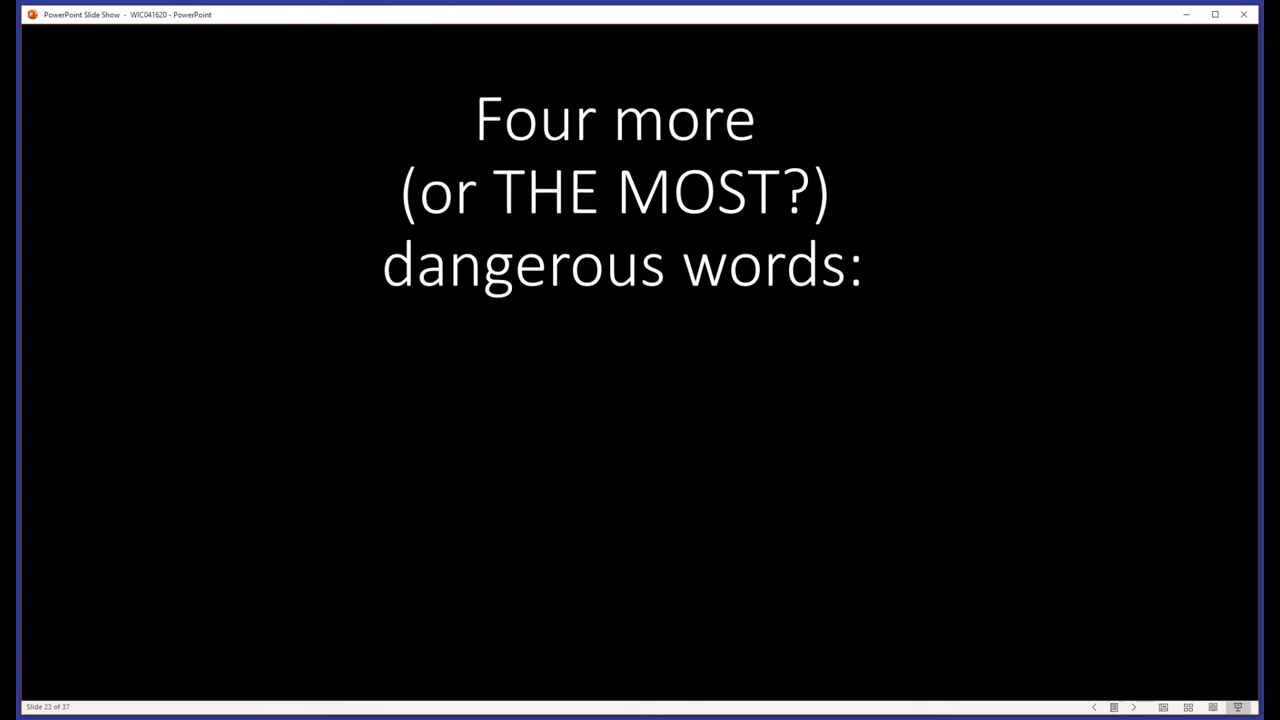 PowerPoint Slide Show - WIC041620 - PowerPoint
Four more
(or THE MOST?)
dangerous words:
Slide 23 of 37